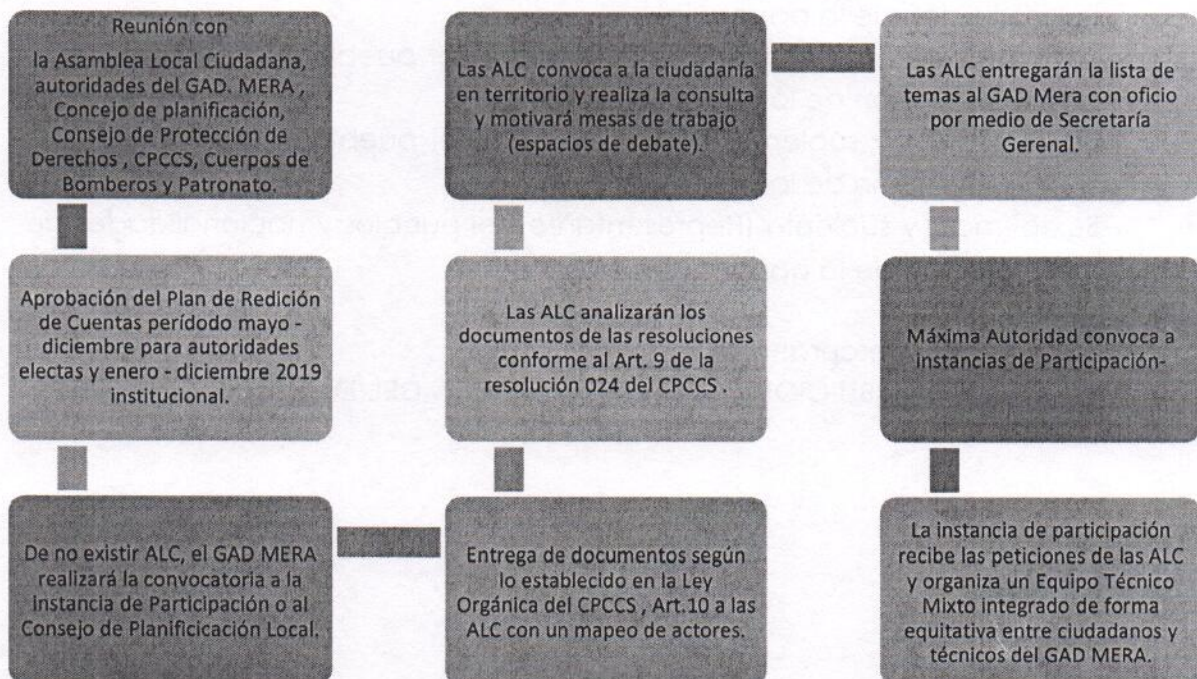 Reunión con
la Asamblea Local Ciudadana,
autoridades del GAD. MERA ,
Concejo de planificación,
Consejo de Protección de
Derechos , CPCCS, Cuerpos de
Bomberos y Patronato.
Aprobación del Plan de Redición
de Cuentas perídodo mayo -
diciembre para autoridades
electas y enero - diciembre 2019
institucional.
De no existir ALC, el GAD MERA
realizará la convocatoria a la
instancia de Participación o al
Consejo de Planificicación Local.
Entrega de documentos según
lo establecido en la Ley
Orgánica del CPCCS , Art.10 a las
ALC con un mapeo de actores.
Las ALC analizarán los
documentos de las resoluciones
conforme al Art. 9 de la
resolución 024 del CPCCS .
Las ALC convoca a la ciudadanía
en territorio y realiza la consulta
y motivará mesas de trabajo
(espacios de debate).
Las ALC entregarán la lista de
temas al GAD Mera con oficio
por medio de Secretaría
Gerenal.
Máxima Autoridad convoca a
instancias de Participación-
La instancia de participación
recibe las peticiones de las ALC
y organiza un Equipo Técnico
Mixto integrado de forma
equitativa entre ciudadanos y
técnicos del GAD MERA.